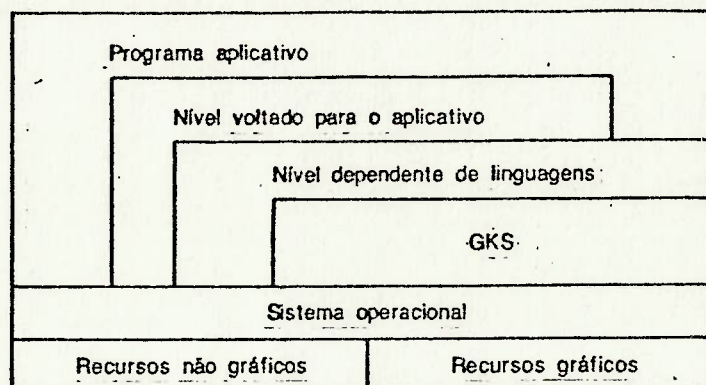 Programa aplicativo
Nível voltado para o aplicativo
Nível dependente de linguagens
GKS
Sistema operacional
Recursos não gráficos
Recursos gráficos